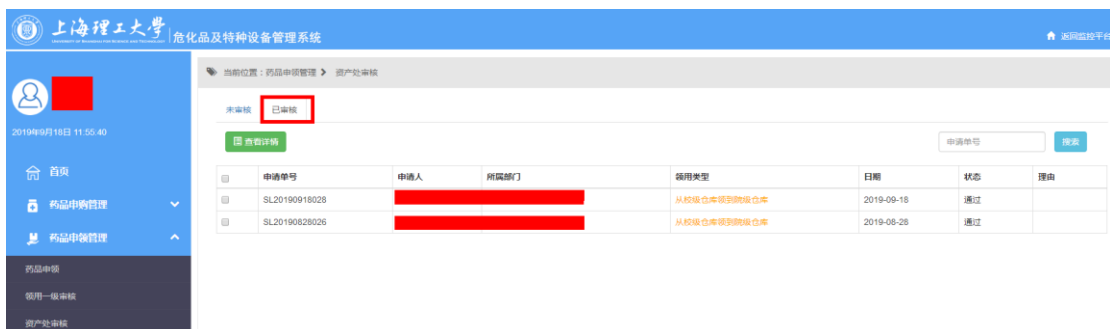 上海理工大学 危化品及特种设备管理系统
返回监控平台
当前位置：药品申领管理 》 资产处审核
2019年9月18日 11:55:40
未审核 已审核
查看详情 申请单号 搜索
首页
药品申购管理
药品申领管理
药品申领
领用一级审核
资产处审核
申请单号 申请人 所属部门 领用类型 日期 状态 理由
SL20190918028 从校级仓库领到院级仓库 2019-09-18 通过
SL20190828026 从校级仓库领到院级仓库 2019-08-28 通过